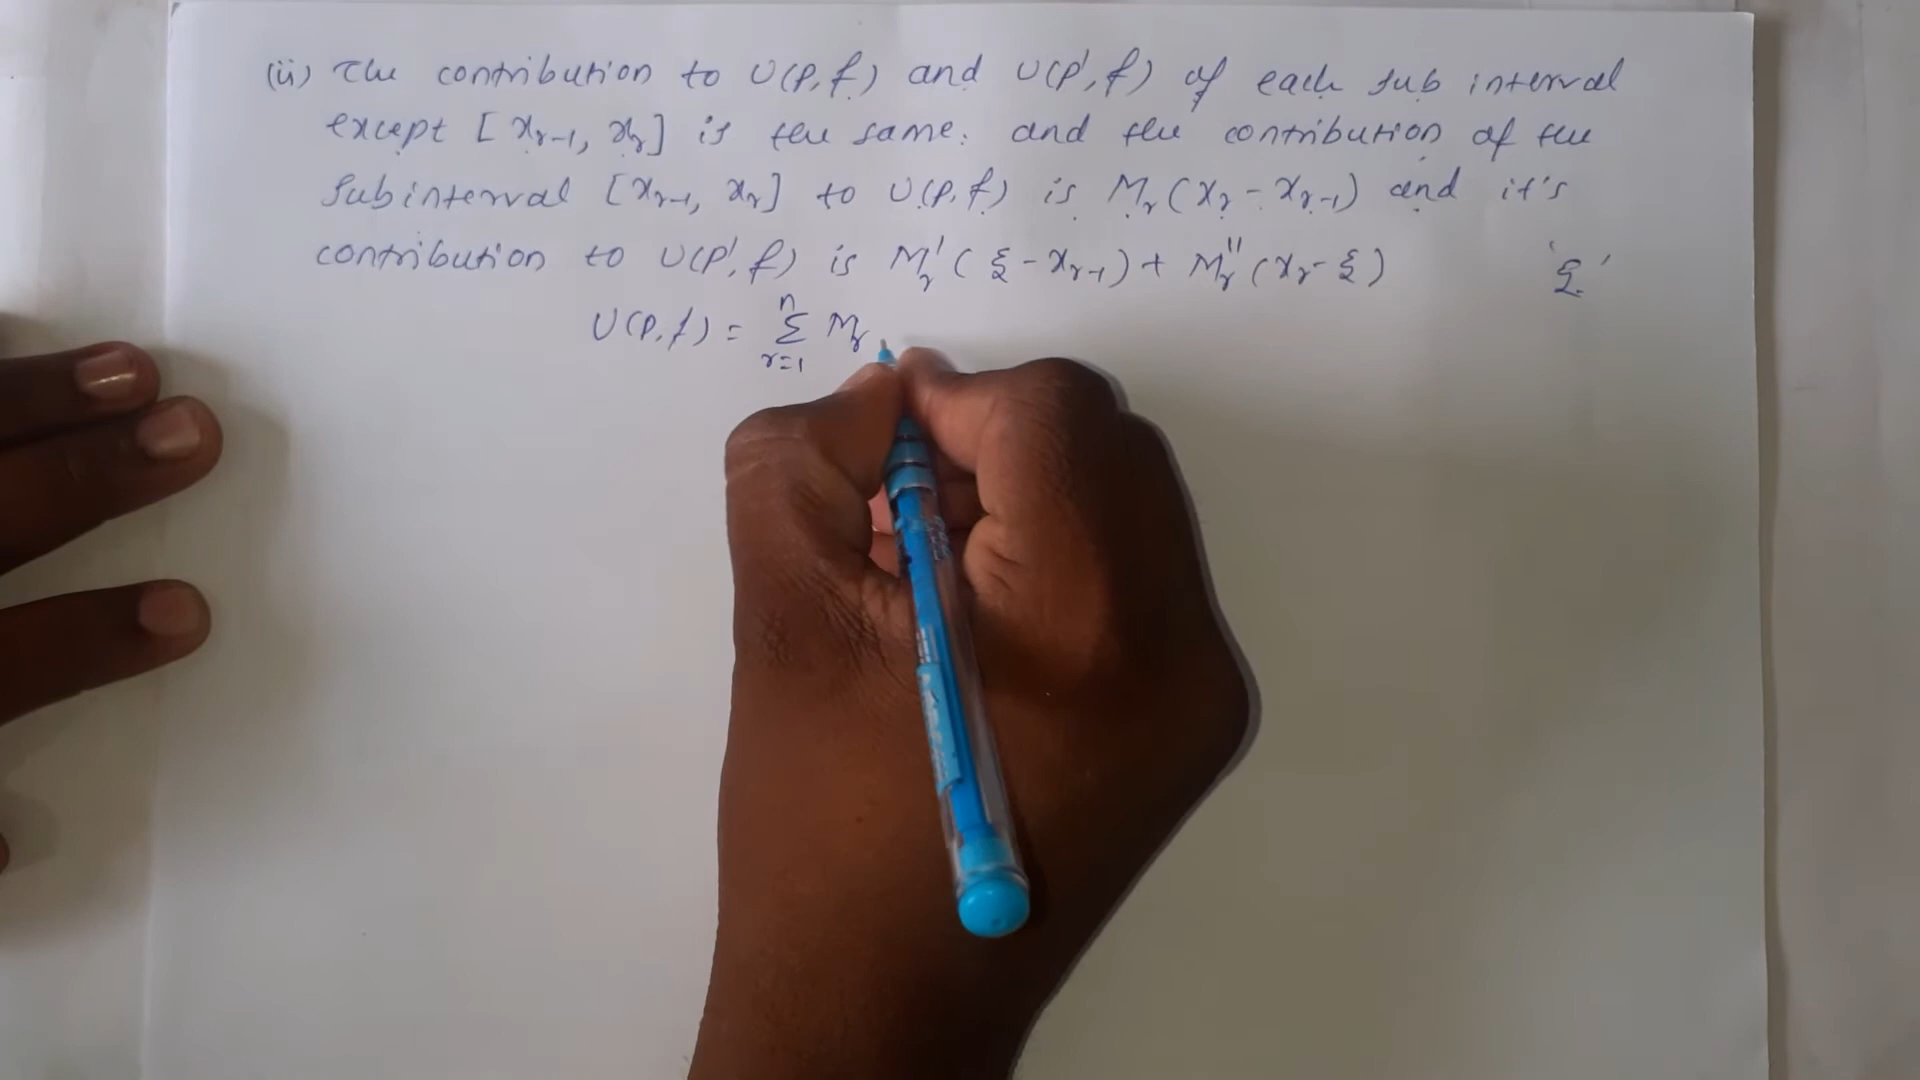 (ii) The contribution to U(P,f) and U(P',f) of each sub interval
except [x_{r-1}, x_r] is the same. and the contribution of the
subinterval [x_{r-1}, x_r] to U(P,f) is M_r(x_r - x_{r-1}) and it's
contribution to U(P',f) is M_r'(ξ - x_{r-1}) + M_r''(x_r - ξ) 'ξ'
U(P,f) = Σ_{r=1}^{n} M_r